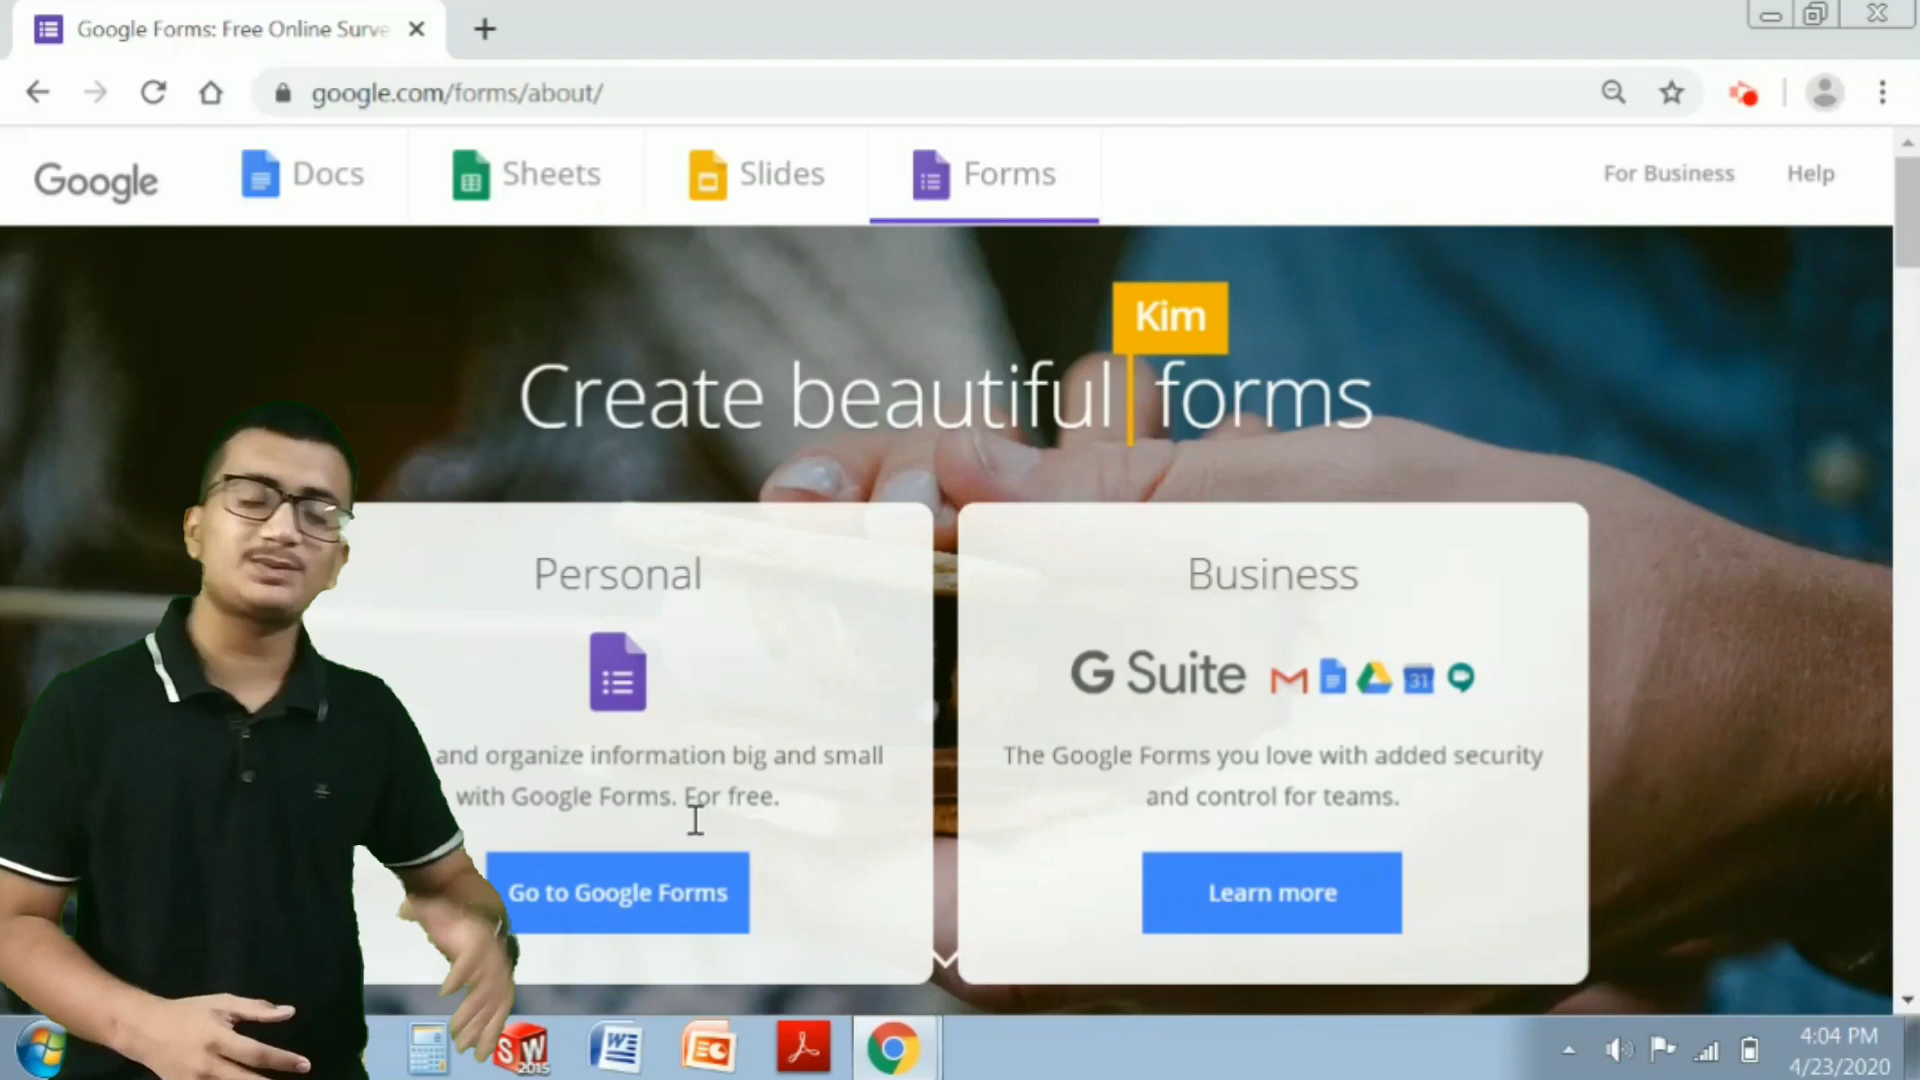 Google Forms: Free Online Surve
google.com/forms/about/
Google
Docs
Sheets
Slides
Forms
For Business
Help
Kim
Create beautiful forms
Personal
and organize information big and small
with Google Forms. For free.
Go to Google Forms
Business
G Suite
31
The Google Forms you love with added security
and control for teams.
Learn more
SW
2015
W
4:04 PM
4/23/2020